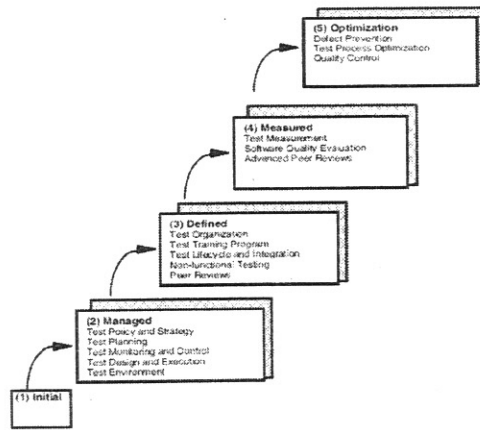 (5) Optimization
Defect Prevention
Test Process Optimization
Quality Control
(4) Measured
Test Measurement
Software Quality Evaluation
Advanced Peer Reviews
(3) Defined
Test Organization
Test Training Program
Test Lifecycle and Integration
Non-functional Testing
Peer Reviews
(2) Managed
Test Policy and Strategy
Test Planning
Test Monitoring and Control
Test Design and Execution
Test Environment
(1) Initial